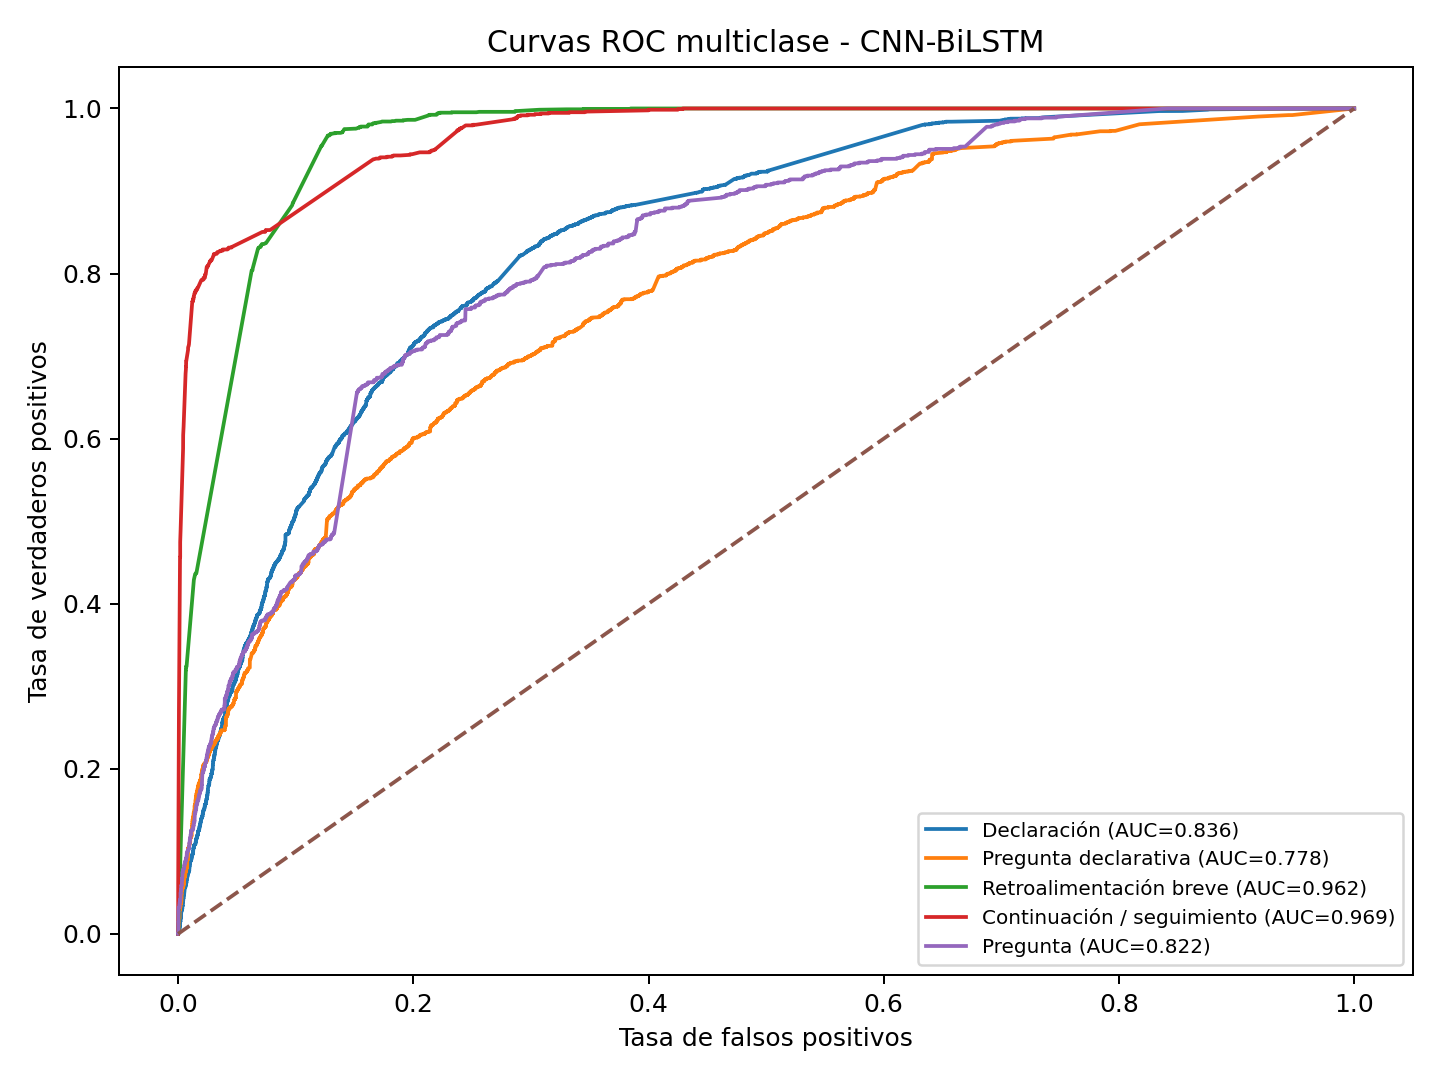 Curvas ROC multiclase - CNN-BiLSTM
Tasa de verdaderos positivos
1.0
0.8
0.6
0.4
0.2
0.0
0.0 0.2 0.4 0.6 0.8 1.0
Tasa de falsos positivos
Declaración (AUC=0.836)
Pregunta declarativa (AUC=0.778)
Retroalimentación breve (AUC=0.962)
Continuación / seguimiento (AUC=0.969)
Pregunta (AUC=0.822)